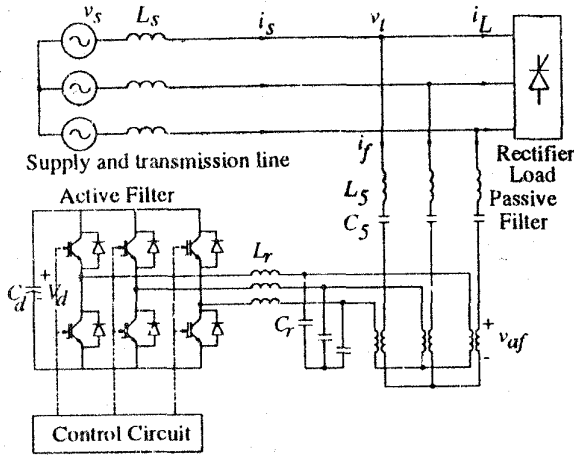 v_s L_s i_s v_t i_L
Supply and transmission line
i_f
Rectifier
Load
Passive
Filter
L_5
C_5
Active Filter
L_r
C_d + V_d
C_r
+ v_af -
Control Circuit